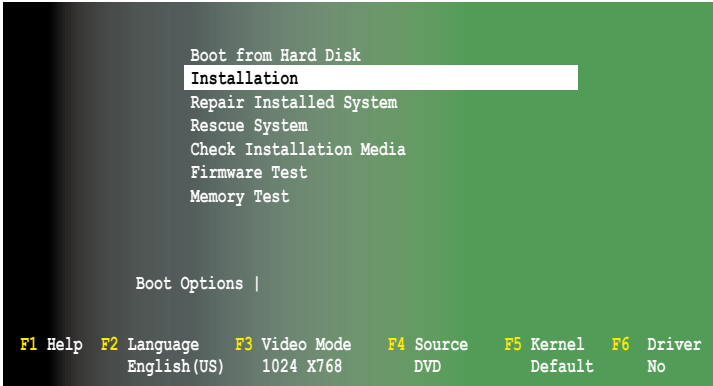 Boot from Hard Disk
Installation
Repair Installed System
Rescue System
Check Installation Media
Firmware Test
Memory Test
Boot Options |
F1 Help F2 Language F3 Video Mode F4 Source F5 Kernel F6 Driver
English(US) 1024 X768 DVD Default No